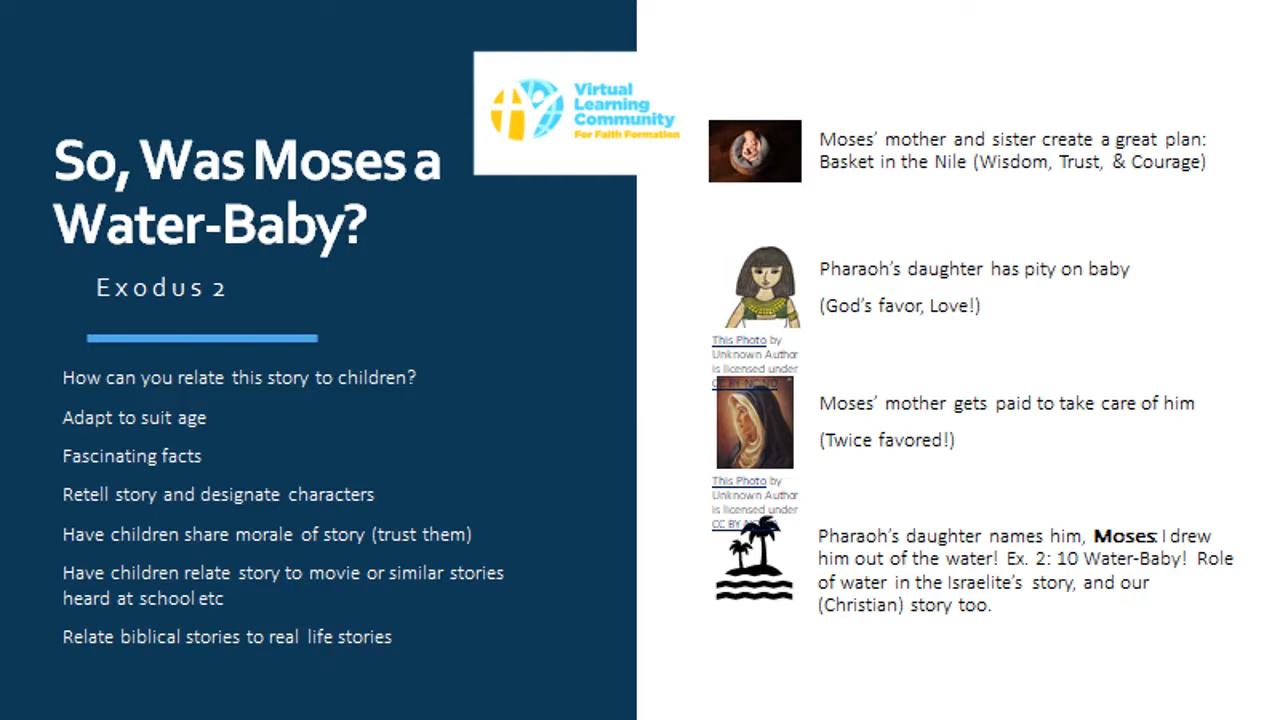 So, Was Moses a
Water-Baby?
Exodus 2
How can you relate this story to children?
Adapt to suit age
Fascinating facts
Retell story and designate characters
Have children share morale of story (trust them)
Have children relate story to movie or similar stories
heard at school etc
Relate biblical stories to real life stories
Virtual
Learning
Community
For Faith Formation
Moses' mother and sister create a great plan:
Basket in the Nile (Wisdom, Trust, & Courage)
Pharaoh's daughter has pity on baby
(God's favor, Love!)
This Photo by
Unknown Author
is licensed under
CC BY NC ND
Moses' mother gets paid to take care of him
(Twice favored!)
This Photo by
Unknown Author
is licensed under
CC BY
Pharaoh's daughter names him, Moses: I drew
him out of the water! Ex. 2: 10 Water-Baby! Role
of water in the Israelite's story, and our
(Christian) story too.